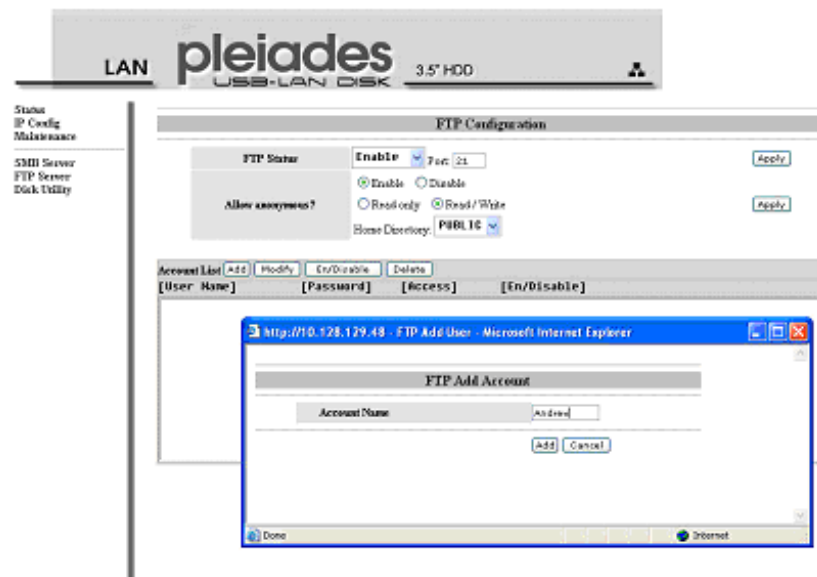 LAN pleiades 3.5" HDD
USB-LAN DISK
Status
IP Config
Maintenance
SMB Server
FTP Server
Disk Utility
FTP Configuration
FTP Status Enable Port: 21 Apply
Allow anonymous? Enable Disable
Read only Read / Write Apply
Home Directory: PUBLIC
Account List Add Modify En/Disable Delete
[User Name] [Password] [Access] [En/Disable]
http://10.128.129.48 - FTP Add User - Microsoft Internet Explorer
FTP Add Account
Account Name Andrew
Add Cancel
Done Internet